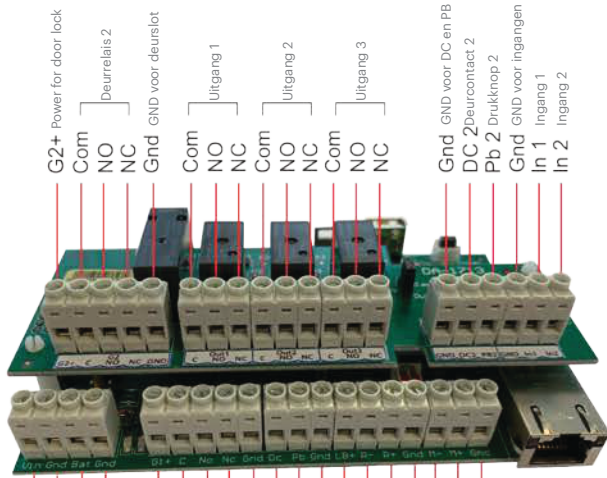 Deurrelais 2
Uitgang 1
Uitgang 2
Uitgang 3
G2+ Power for door lock
Com
NO
NC
Gnd GND voor deurslot
Com
NO
NC
Com
NO
NC
Com
NO
NC
Gnd GND voor DC en PB
DC 2 Deurcontact 2
Pb 2 Drukknop 2
Gnd GND voor ingangen
In 1 Ingang 1
In 2 Ingang 2
G2+ C NO NC GND
C Out1 NO NC
C Out2 NO NC
C Out3 NO NC
GND DC2 PB2 GND In1 In2
Vin Gnd Bat Gnd
G1+ C No Nc Gnd Dc Pb Gnd LB+ R- R+ Gnd M- M+ Gnd